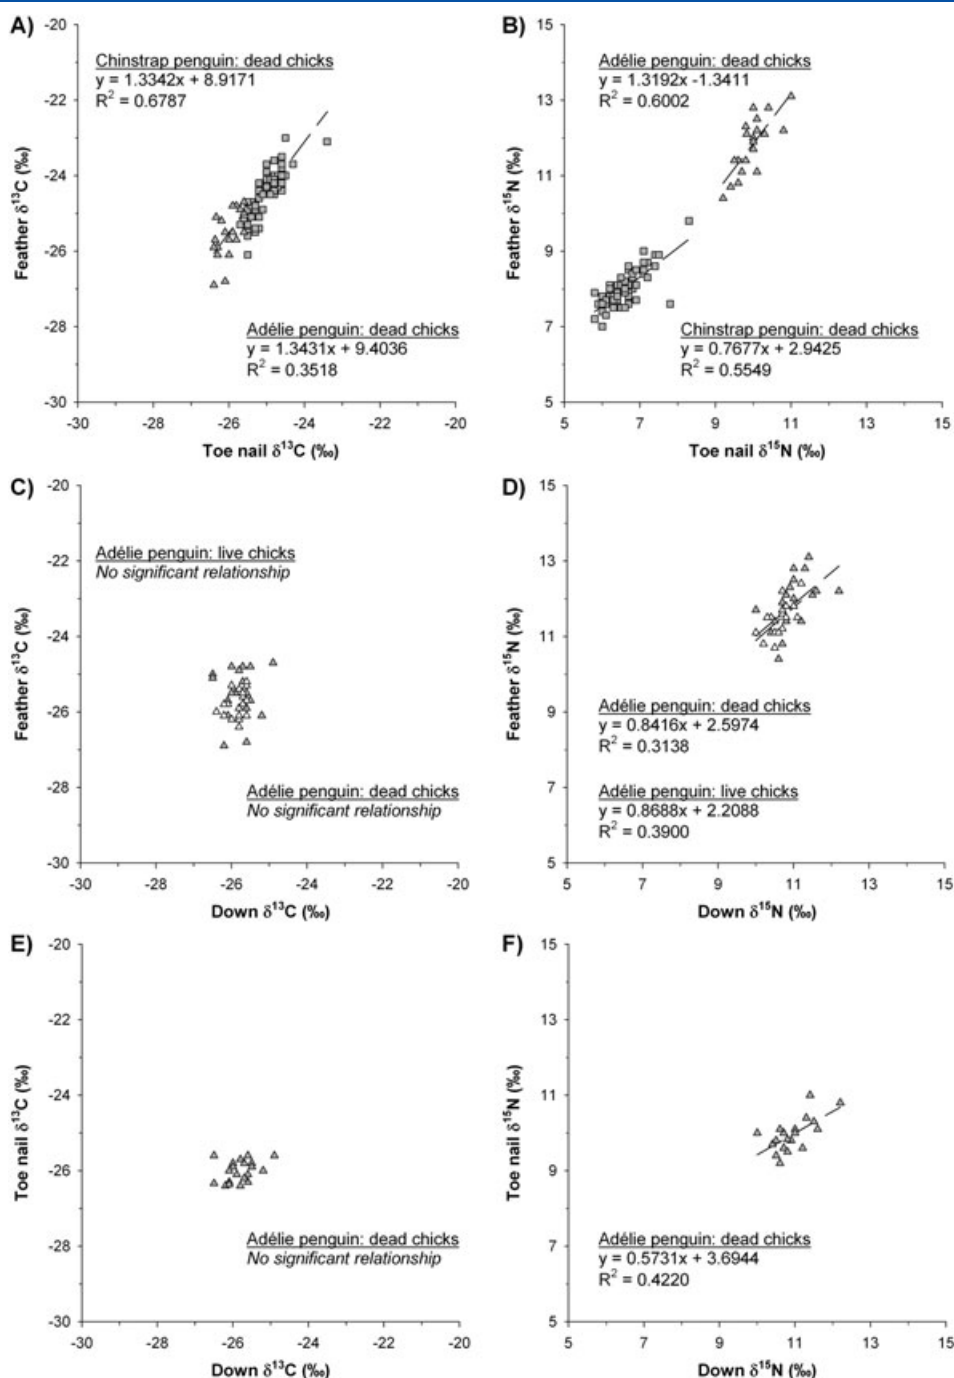 A)
-20
-22
-24
-26
-28
-30
Feather δ¹³C (‰)
Chinstrap penguin: dead chicks
y = 1.3342x + 8.9171
R² = 0.6787
Adélie penguin: dead chicks
y = 1.3431x + 9.4036
R² = 0.3518
-30 -28 -26 -24 -22 -20
Toe nail δ¹³C (‰)
B)
15
13
11
9
7
5
Feather δ¹⁵N (‰)
Adélie penguin: dead chicks
y = 1.3192x -1.3411
R² = 0.6002
Chinstrap penguin: dead chicks
y = 0.7677x + 2.9425
R² = 0.5549
5 7 9 11 13 15
Toe nail δ¹⁵N (‰)
C)
-20
-22
-24
-26
-28
-30
Feather δ¹³C (‰)
Adélie penguin: live chicks
No significant relationship
Adélie penguin: dead chicks
No significant relationship
-30 -28 -26 -24 -22 -20
Down δ¹³C (‰)
D)
15
13
11
9
7
5
Feather δ¹⁵N (‰)
Adélie penguin: dead chicks
y = 0.8416x + 2.5974
R² = 0.3138
Adélie penguin: live chicks
y = 0.8688x + 2.2088
R² = 0.3900
5 7 9 11 13 15
Down δ¹⁵N (‰)
E)
-20
-22
-24
-26
-28
-30
Toe nail δ¹³C (‰)
Adélie penguin: dead chicks
No significant relationship
-30 -28 -26 -24 -22 -20
Down δ¹³C (‰)
F)
15
13
11
9
7
5
Toe nail δ¹⁵N (‰)
Adélie penguin: dead chicks
y = 0.5731x + 3.6944
R² = 0.4220
5 7 9 11 13 15
Down δ¹⁵N (‰)